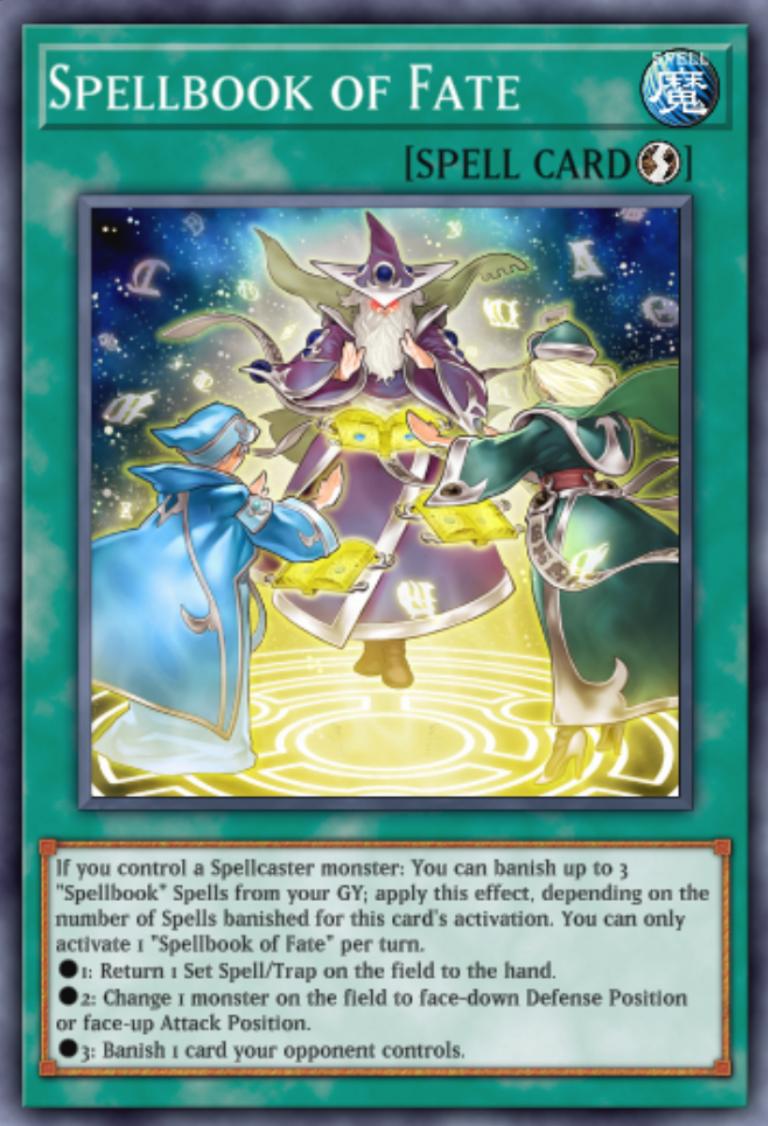 SPELLBOOK OF FATE
SPELL
魔
[SPELL CARD]
If you control a Spellcaster monster: You can banish up to 3
"Spellbook" Spells from your GY; apply this effect, depending on the
number of Spells banished for this card's activation. You can only
activate 1 "Spellbook of Fate" per turn.
●1: Return 1 Set Spell/Trap on the field to the hand.
●2: Change 1 monster on the field to face-down Defense Position
or face-up Attack Position.
●3: Banish 1 card your opponent controls.